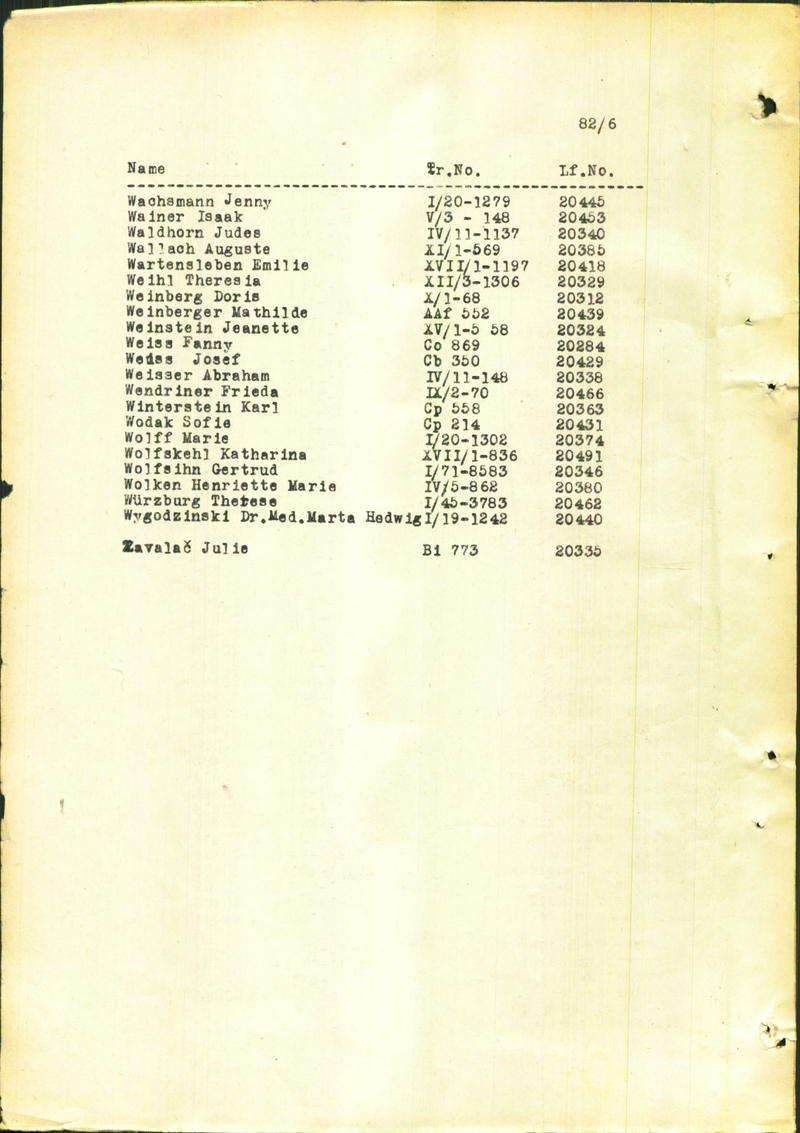 82/6
Name Tr.No. Lf.No.
Wachsmann Jenny I/20-1279 20445
Wainer Isaak V/3 - 148 20453
Waldhorn Judes IV/11-1137 20340
Wallach Auguste XI/1-569 20385
Wartensleben Emilie XVII/1-1197 20418
Weihl Theresia XII/3-1306 20329
Weinberg Doris X/1-68 20312
Weinberger Mathilde AAf 552 20439
Weinstein Jeanette XV/1-5 58 20324
Weiss Fanny Co 869 20284
Weiss Josef Cb 350 20429
Weisser Abraham IV/11-148 20338
Wendriner Frieda IX/2-70 20466
Winterstein Karl Cp 558 20363
Wodak Sofie Cp 214 20431
Wolff Marie I/20-1302 20374
Wolfskehl Katharina XVII/1-836 20491
Wolfsihn Gertrud I/71-8583 20346
Wolken Henriette Marie IV/5-862 20380
Würzburg Therese I/45-3783 20462
Wygodzinski Dr.Med.Marta Hedwig I/19-1242 20440
Zavalač Julie Bi 773 20335